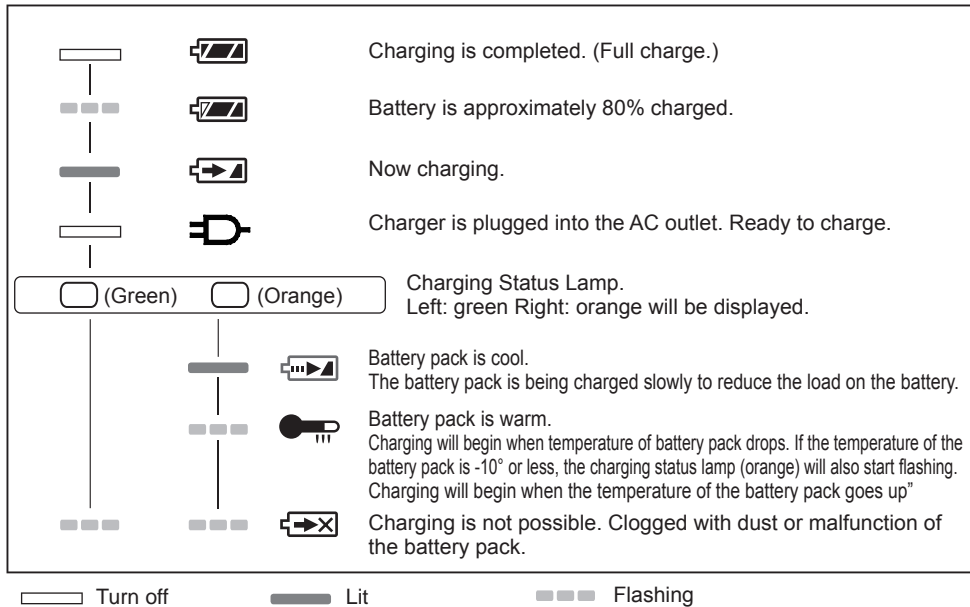 Charging is completed. (Full charge.)
Battery is approximately 80% charged.
Now charging.
Charger is plugged into the AC outlet. Ready to charge.
(Green) (Orange)
Charging Status Lamp.
Left: green Right: orange will be displayed.
Battery pack is cool.
The battery pack is being charged slowly to reduce the load on the battery.
Battery pack is warm.
Charging will begin when temperature of battery pack drops. If the temperature of the
battery pack is -10° or less, the charging status lamp (orange) will also start flashing.
Charging will begin when the temperature of the battery pack goes up”
Charging is not possible. Clogged with dust or malfunction of
the battery pack.
Turn off Lit Flashing